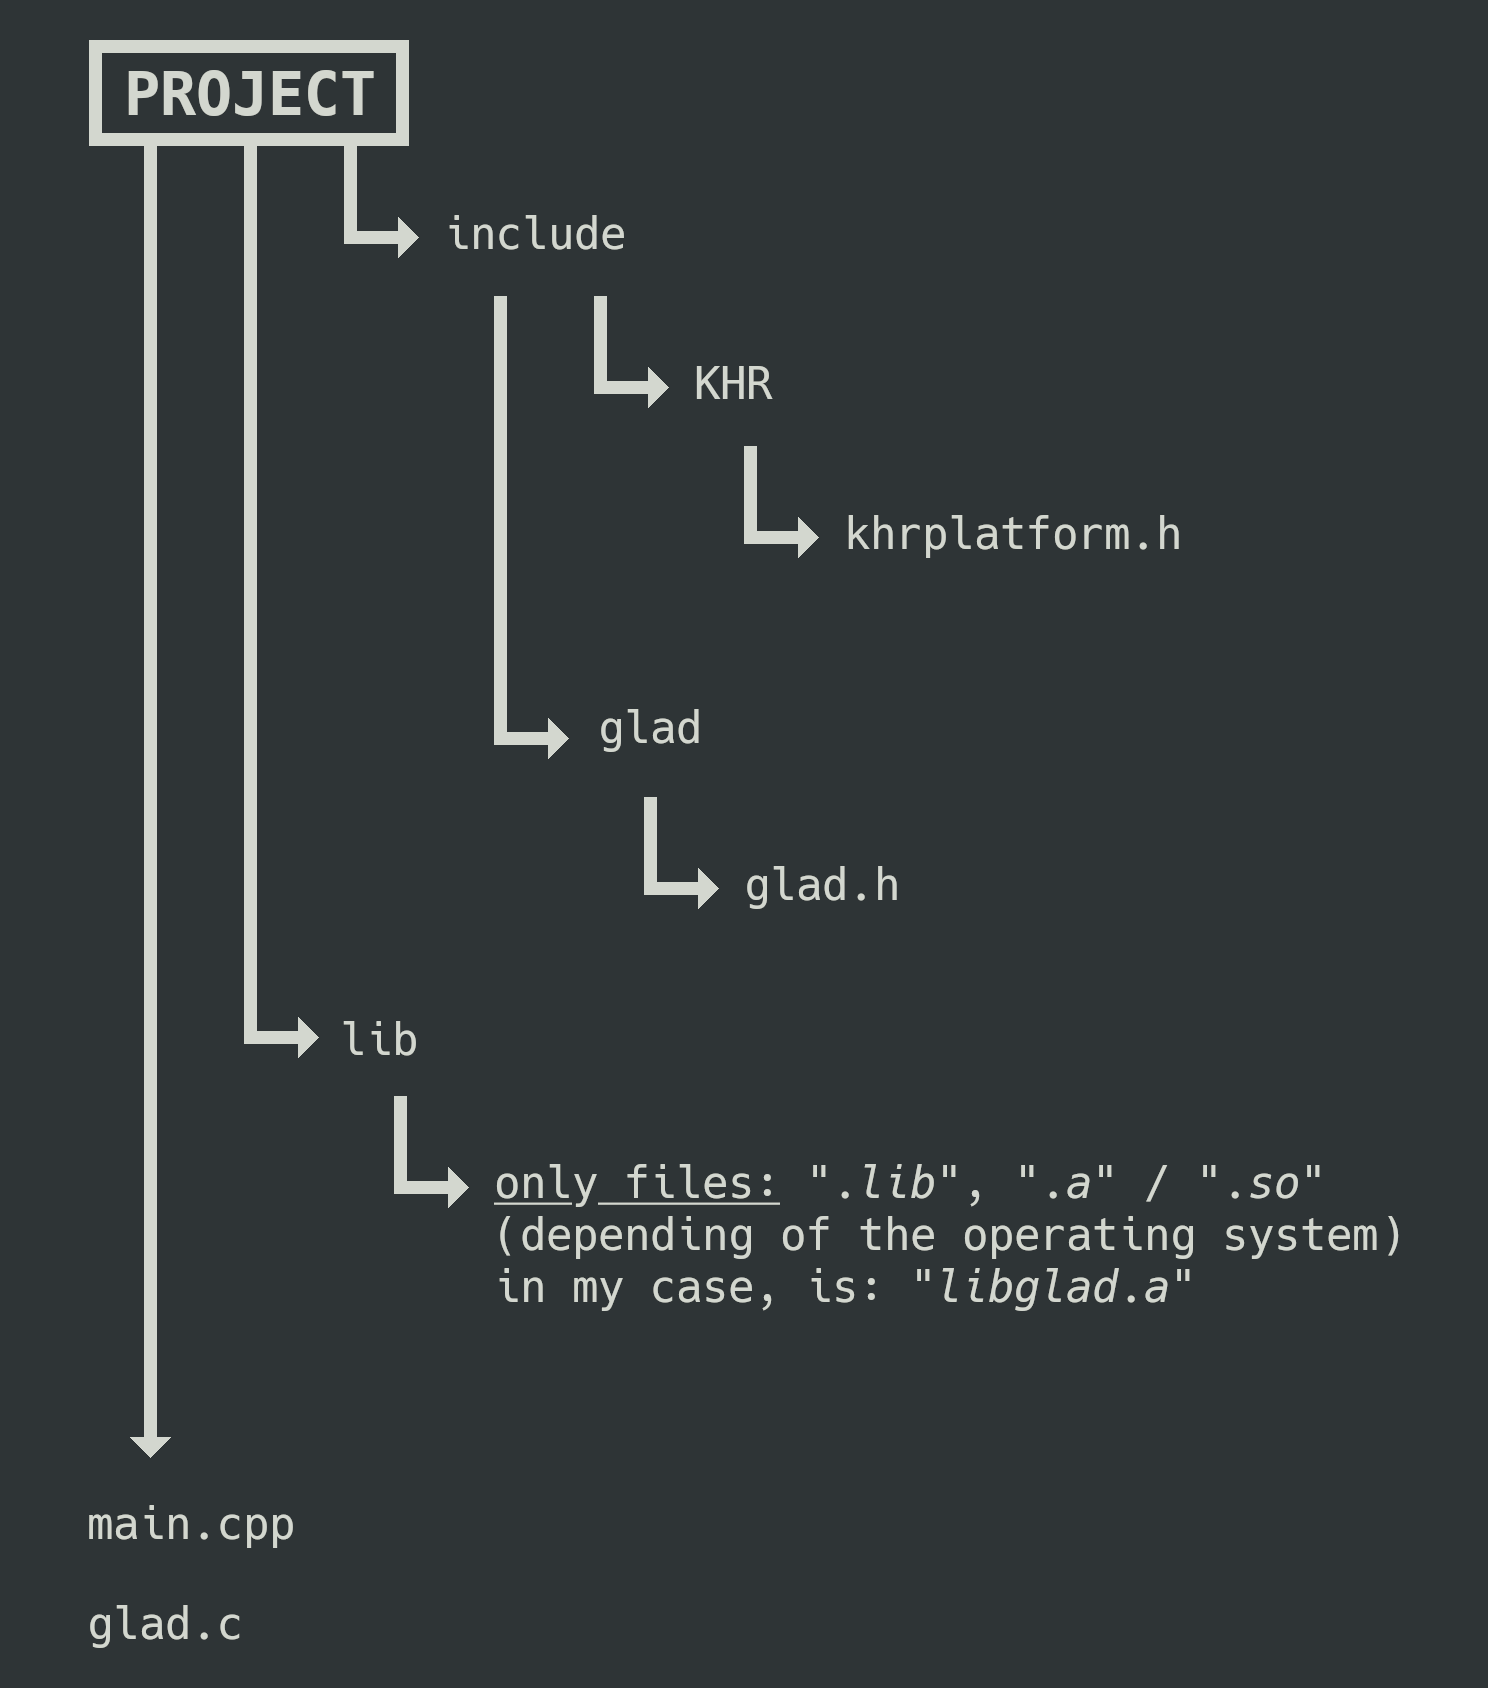 PROJECT
include
KHR
khrplatform.h
glad
glad.h
lib
only files: ".lib", ".a" / ".so"
(depending of the operating system)
in my case, is: "libglad.a"
main.cpp
glad.c